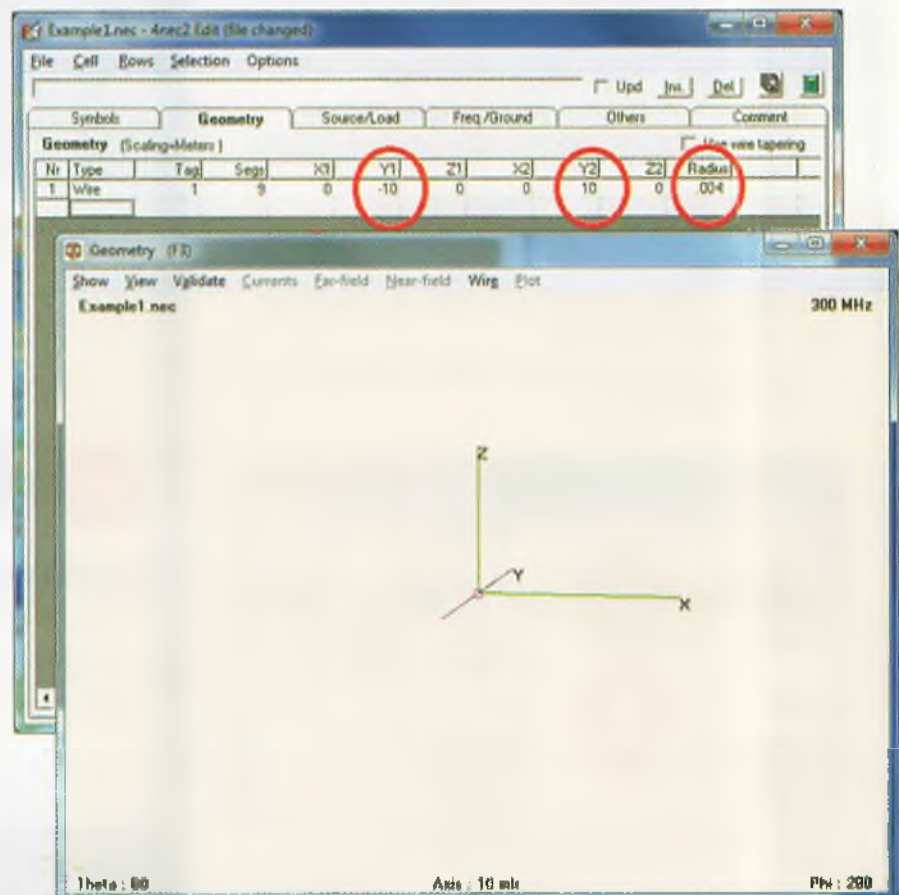 Example1.nec - 4nec2 Edit (file changed)
File Cell Rows Selection Options
Upd Ins. Del
Symbols Geometry Source/Load Freq /Ground Others Comment
Geometry (Scaling=Meters) Use wire tapering
Nr Type Tag Segs X1 Y1 Z1 X2 Y2 Z2 Radius
1 Wire 1 9 0 -10 0 0 10 0 .004
Geometry (F3)
Show View Validate Currents Far-field Near-field Wire Plot
Example1.nec 300 MHz
Z
Y
X
Theta : 80 Axis : 10 mtr Phi : 280